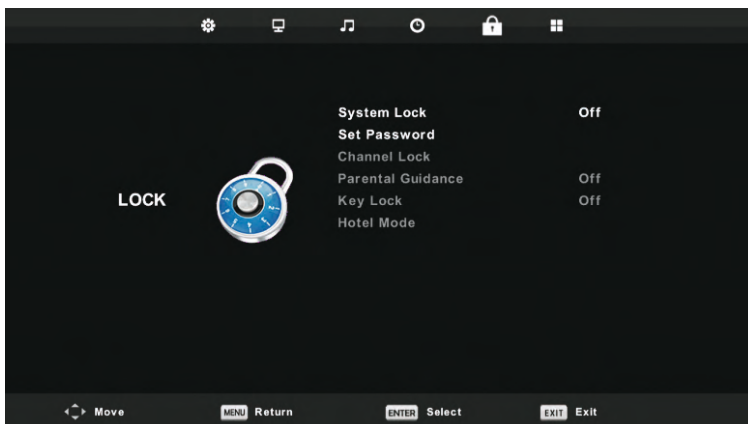 System Lock Off
Set Password
Channel Lock
Parental Guidance Off
LOCK
Key Lock Off
Hotel Mode
Move MENU Return ENTER Select EXIT Exit